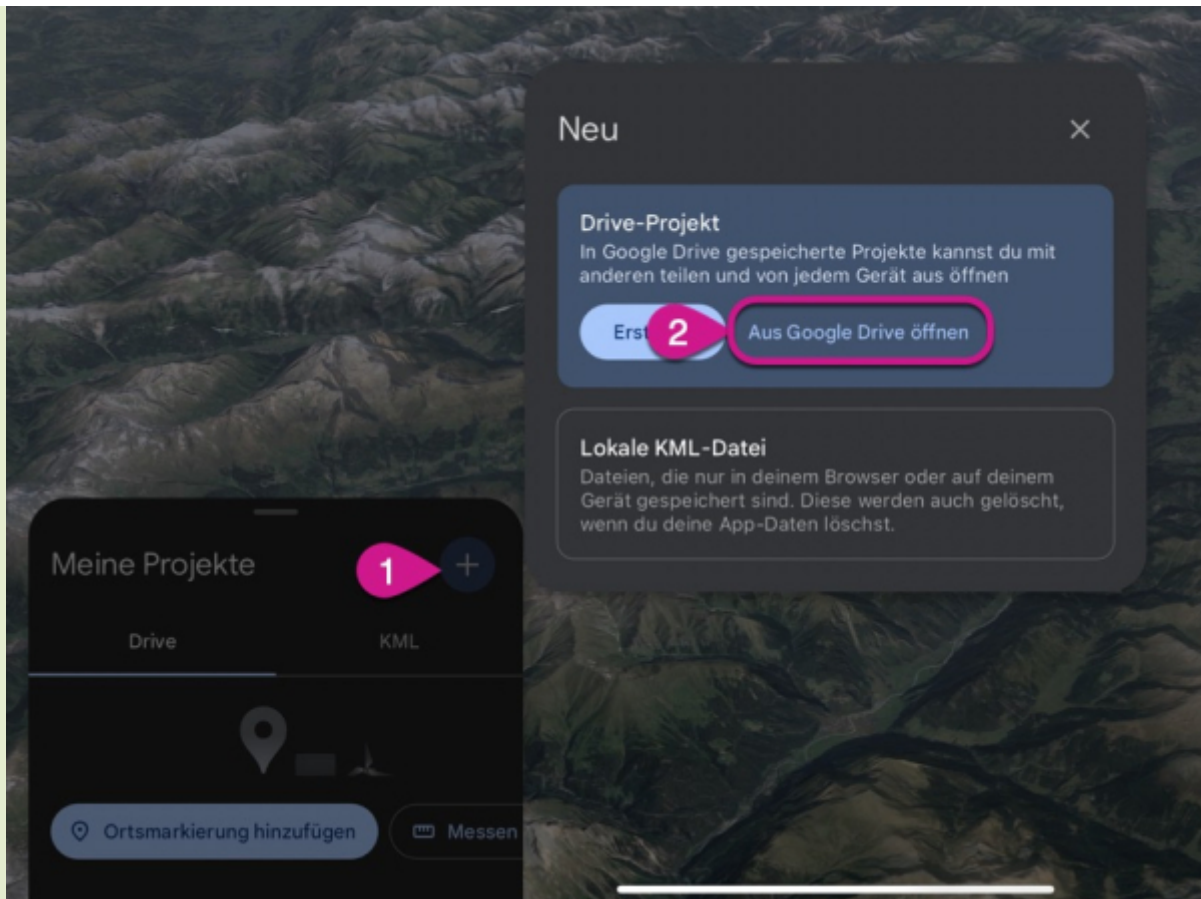 Neu
Drive-Projekt
In Google Drive gespeicherte Projekte kannst du mit
anderen teilen und von jedem Gerät aus öffnen
Erst
2
Aus Google Drive öffnen
Lokale KML-Datei
Dateien, die nur in deinem Browser oder auf deinem
Gerät gespeichert sind. Diese werden auch gelöscht,
wenn du deine App-Daten löschst.
Meine Projekte
1
+
Drive
KML
Ortsmarkierung hinzufügen
Messen